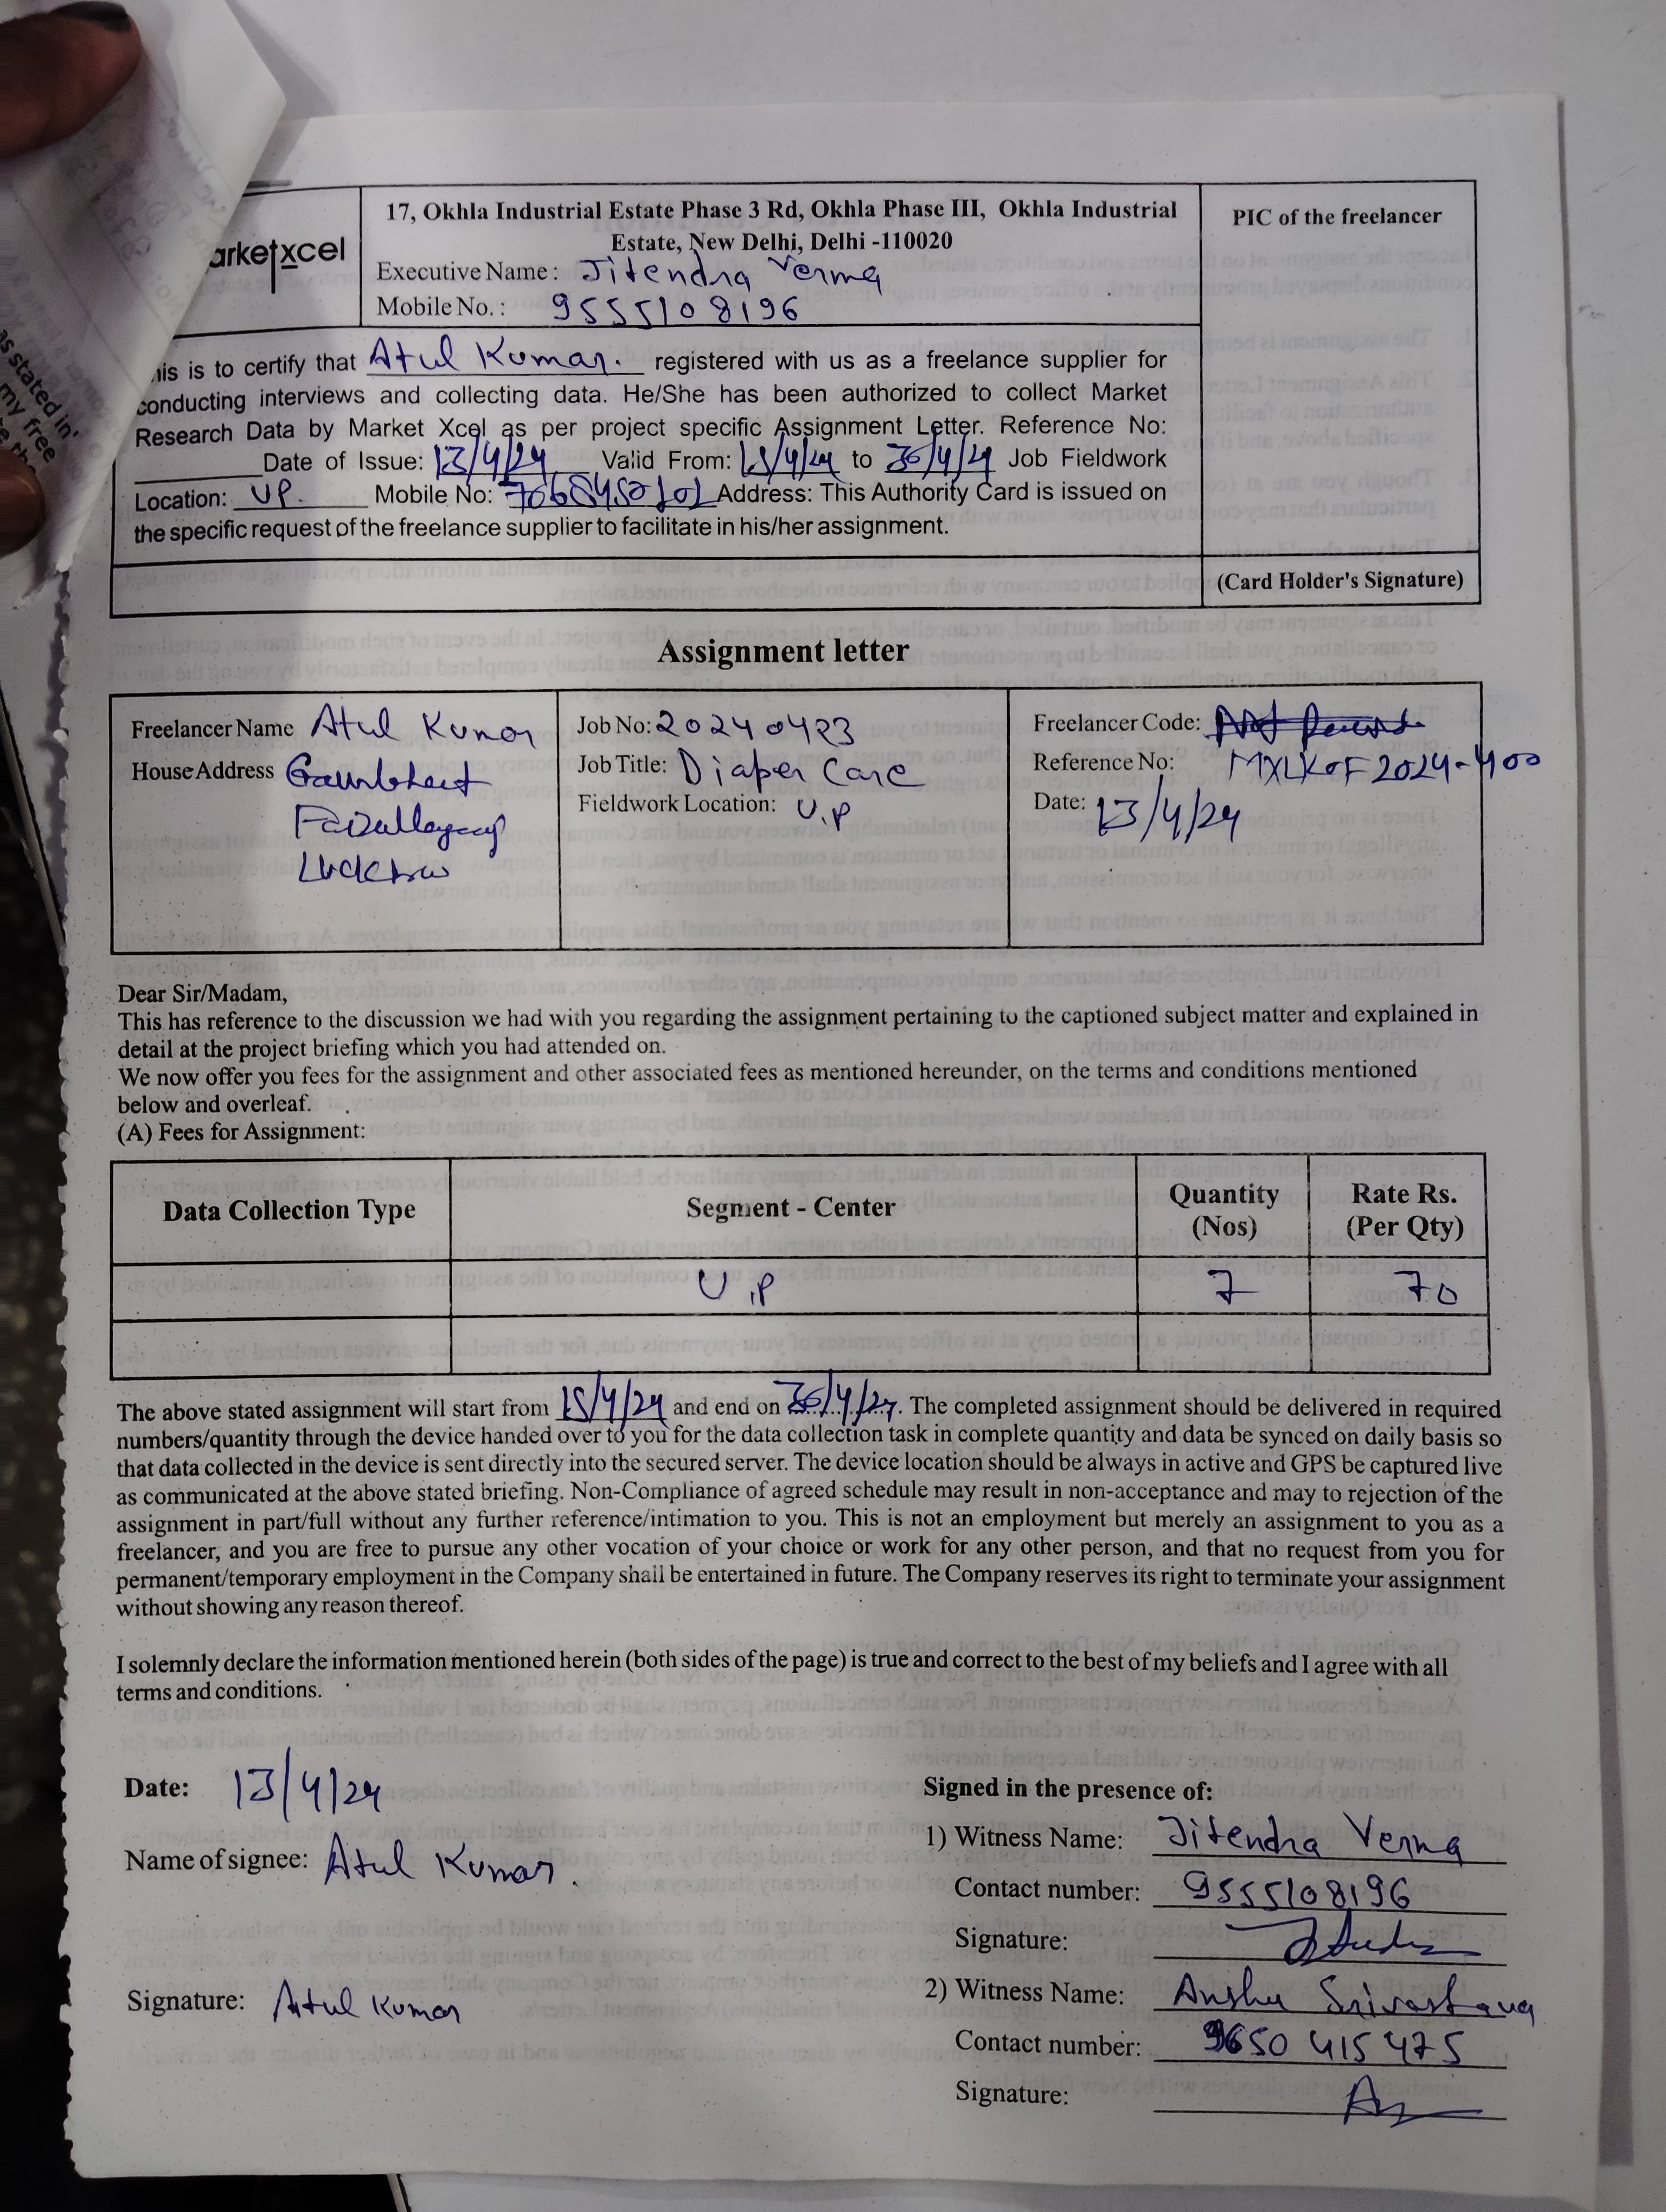 arketxcel
17, Okhla Industrial Estate Phase 3 Rd, Okhla Phase III, Okhla Industrial
Estate, New Delhi, Delhi -110020
Executive Name : Jitendra Verma
Mobile No. : 9555108196
PIC of the freelancer
his is to certify that Atul Kumar. registered with us as a freelance supplier for
conducting interviews and collecting data. He/She has been authorized to collect Market
Research Data by Market Xcel as per project specific Assignment Letter. Reference No:
Date of Issue: 13/4/24 Valid From: 15/4/24 to 30/4/24 Job Fieldwork
Location: UP. Mobile No: Address: This Authority Card is issued on
the specific request of the freelance supplier to facilitate in his/her assignment.
(Card Holder's Signature)
as stated in'
my free
Assignment letter
Freelancer Name Atul Kumar
House Address
Lucknow
Job No: 20240423
Job Title: Diaper Care
Fieldwork Location: U.P
Freelancer Code:
Reference No: MXLKOF2024-400
Date: 13/4/24
Dear Sir/Madam,
This has reference to the discussion we had with you regarding the assignment pertaining to the captioned subject matter and explained in
detail at the project briefing which you had attended on.
We now offer you fees for the assignment and other associated fees as mentioned hereunder, on the terms and conditions mentioned
below and overleaf.
(A) Fees for Assignment:
Data Collection Type Segment - Center Quantity (Nos) Rate Rs. (Per Qty)
U.P 7 70
The above stated assignment will start from 15/4/24 and end on 30/4/24. The completed assignment should be delivered in required
numbers/quantity through the device handed over to you for the data collection task in complete quantity and data be synced on daily basis so
that data collected in the device is sent directly into the secured server. The device location should be always in active and GPS be captured live
as communicated at the above stated briefing. Non-Compliance of agreed schedule may result in non-acceptance and may to rejection of the
assignment in part/full without any further reference/intimation to you. This is not an employment but merely an assignment to you as a
freelancer, and you are free to pursue any other vocation of your choice or work for any other person, and that no request from you for
permanent/temporary employment in the Company shall be entertained in future. The Company reserves its right to terminate your assignment
without showing any reason thereof.
I solemnly declare the information mentioned herein (both sides of the page) is true and correct to the best of my beliefs and I agree with all
terms and conditions.
Date: 13/4/24
Name of signee: Atul Kumar.
Signature: Atul Kumar
Signed in the presence of:
1) Witness Name: Jitendra Verma
Contact number: 9555108196
Signature:
2) Witness Name: Anshu Srivastava
Contact number: 9650 415 475
Signature: